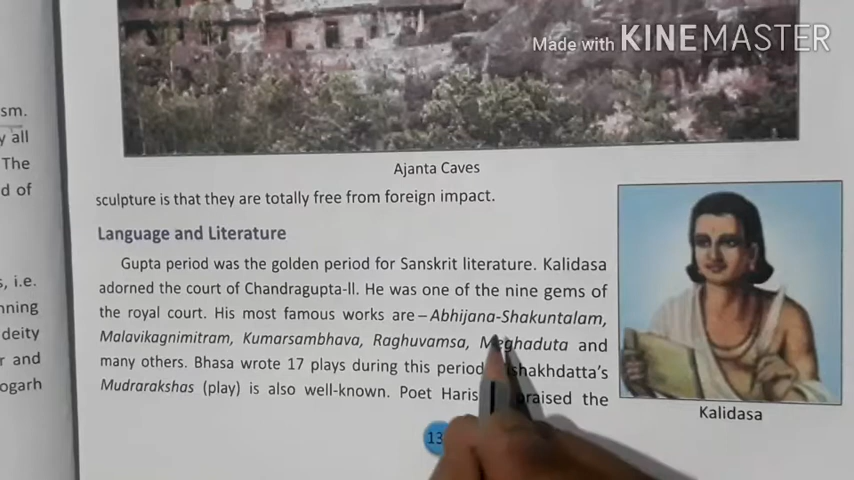 Made with KINEMASTER
Ajanta Caves
sm.
y all
The
d of
sculpture is that they are totally free from foreign impact.
Language and Literature
Gupta period was the golden period for Sanskrit literature. Kalidasa
adorned the court of Chandragupta-II. He was one of the nine gems of
the royal court. His most famous works are – Abhijana-Shakuntalam,
Malavikagnimitram, Kumarsambhava, Raghuvamsa, Meghaduta and
many others. Bhasa wrote 17 plays during this period shakhdatta's
Mudrarakshas (play) is also well-known. Poet Haris praised the
Kalidasa
13
s, i.e.
nning
deity
r and
ogarh